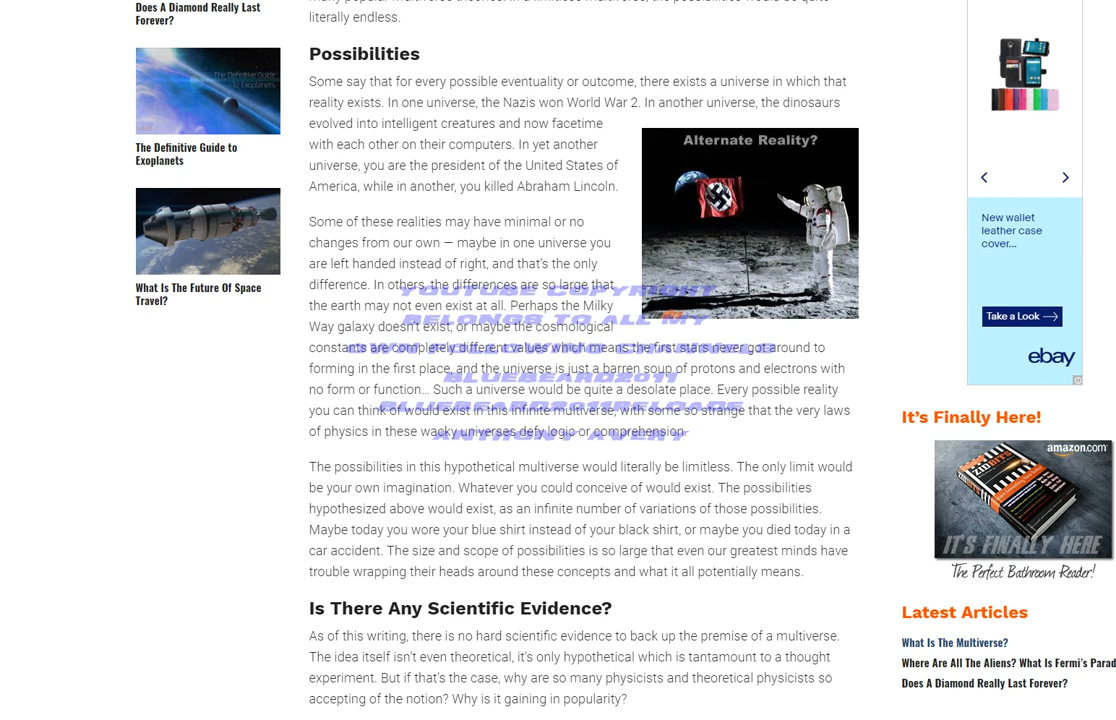 Does A Diamond Really Last
Forever?
The Definitive Guide
To Exoplanets
The Definitive Guide to
Exoplanets
What Is The Future Of Space
Travel?
literally endless.
Possibilities
Some say that for every possible eventuality or outcome, there exists a universe in which that
reality exists. In one universe, the Nazis won World War 2. In another universe, the dinosaurs
evolved into intelligent creatures and now facetime
with each other on their computers. In yet another
universe, you are the president of the United States of
America, while in another, you killed Abraham Lincoln.
Alternate Reality?
Some of these realities may have minimal or no
changes from our own — maybe in one universe you
are left handed instead of right, and that's the only
difference. In others, the differences are so large that
the earth may not even exist at all. Perhaps the Milky
Way galaxy doesn't exist, or maybe the cosmological
constants are completely different values which means the first stars never got around to
forming in the first place, and the universe is just a barren soup of protons and electrons with
no form or function... Such a universe would be quite a desolate place. Every possible reality
you can think of would exist in this infinite multiverse, with some so strange that the very laws
of physics in these wacky universes defy logic or comprehension.
YOUTUBE COPYRIGHT
BELONGS TO ALL MY
BLUEBEARD2011
BLUEBEARD2011RELOADE
ANTHONY AVERY
The possibilities in this hypothetical multiverse would literally be limitless. The only limit would
be your own imagination. Whatever you could conceive of would exist. The possibilities
hypothesized above would exist, as an infinite number of variations of those possibilities.
Maybe today you wore your blue shirt instead of your black shirt, or maybe you died today in a
car accident. The size and scope of possibilities is so large that even our greatest minds have
trouble wrapping their heads around these concepts and what it all potentially means.
Is There Any Scientific Evidence?
As of this writing, there is no hard scientific evidence to back up the premise of a multiverse.
The idea itself isn't even theoretical, it's only hypothetical which is tantamount to a thought
experiment. But if that's the case, why are so many physicists and theoretical physicists so
accepting of the notion? Why is it gaining in popularity?
New wallet
leather case
cover...
Take a Look
ebay
It's Finally Here!
amazon.com
ZIDBITS
IT'S FINALLY HERE
The Perfect Bathroom Reader!
Latest Articles
What Is The Multiverse?
Where Are All The Aliens? What Is Fermi's Parad
Does A Diamond Really Last Forever?